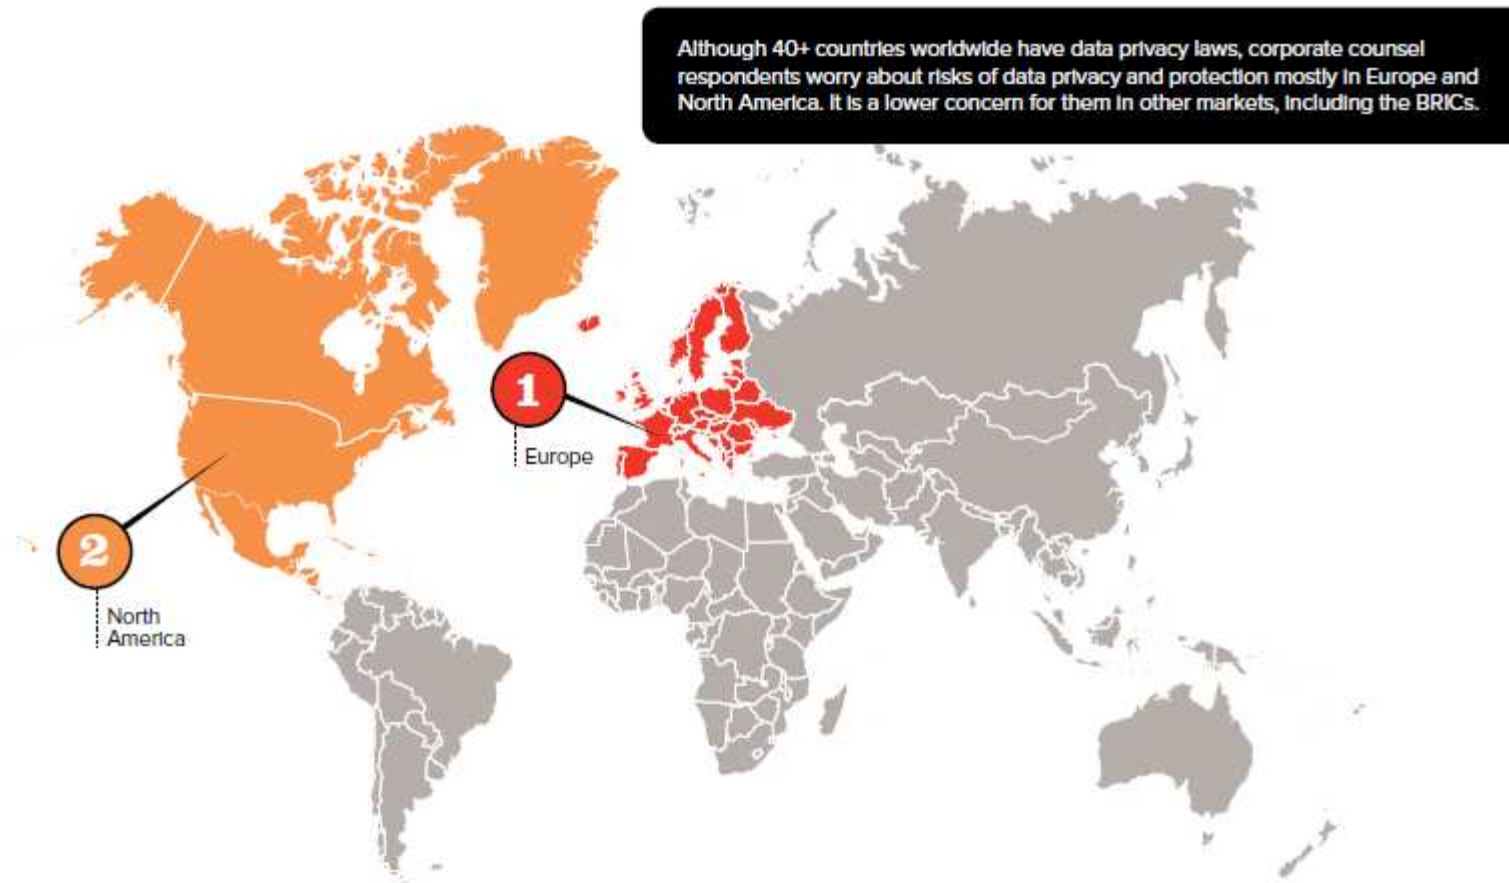 Although 40+ countries worldwide have data privacy laws, corporate counsel
respondents worry about risks of data privacy and protection mostly in Europe and
North America. It is a lower concern for them in other markets, including the BRICs.
1
Europe
2
North
America